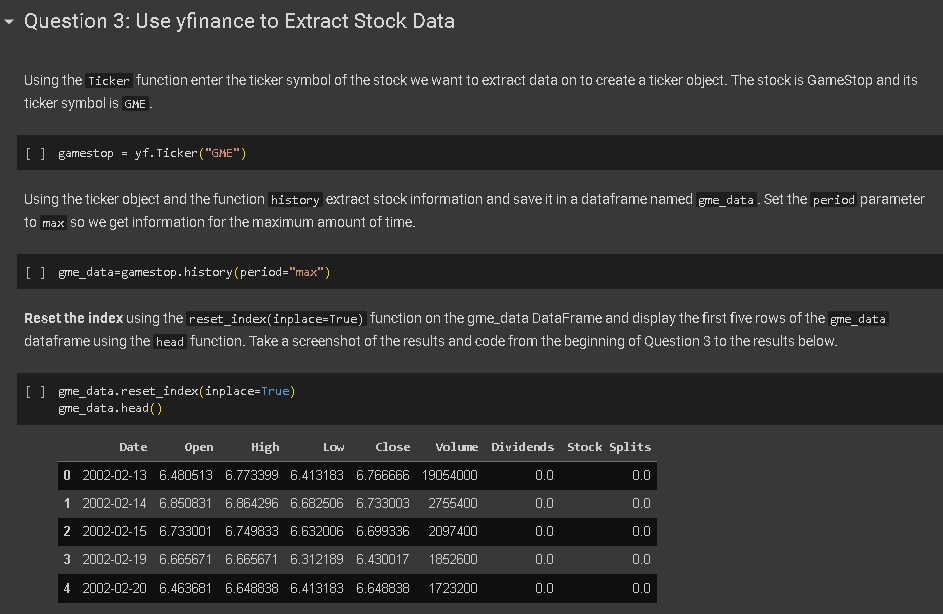 Question 3: Use yfinance to Extract Stock Data
Using the Ticker function enter the ticker symbol of the stock we want to extract data on to create a ticker object. The stock is GameStop and its
ticker symbol is GME.
[ ] gamestop = yf.Ticker("GME")
Using the ticker object and the function history extract stock information and save it in a dataframe named gme_data. Set the period parameter
to max so we get information for the maximum amount of time.
[ ] gme_data=gamestop.history(period="max")
Reset the index using the reset_index(inplace=True) function on the gme_data DataFrame and display the first five rows of the gme_data
dataframe using the head function. Take a screenshot of the results and code from the beginning of Question 3 to the results below.
[ ] gme_data.reset_index(inplace=True)
gme_data.head()
Date Open High Low Close Volume Dividends Stock Splits
0 2002-02-13 6.480513 6.773399 6.413183 6.766666 19054000 0.0 0.0
1 2002-02-14 6.850831 6.864296 6.682506 6.733003 2755400 0.0 0.0
2 2002-02-15 6.733001 6.749833 6.632006 6.699336 2097400 0.0 0.0
3 2002-02-19 6.665671 6.665671 6.312189 6.430017 1852600 0.0 0.0
4 2002-02-20 6.463681 6.648838 6.413183 6.648838 1723200 0.0 0.0